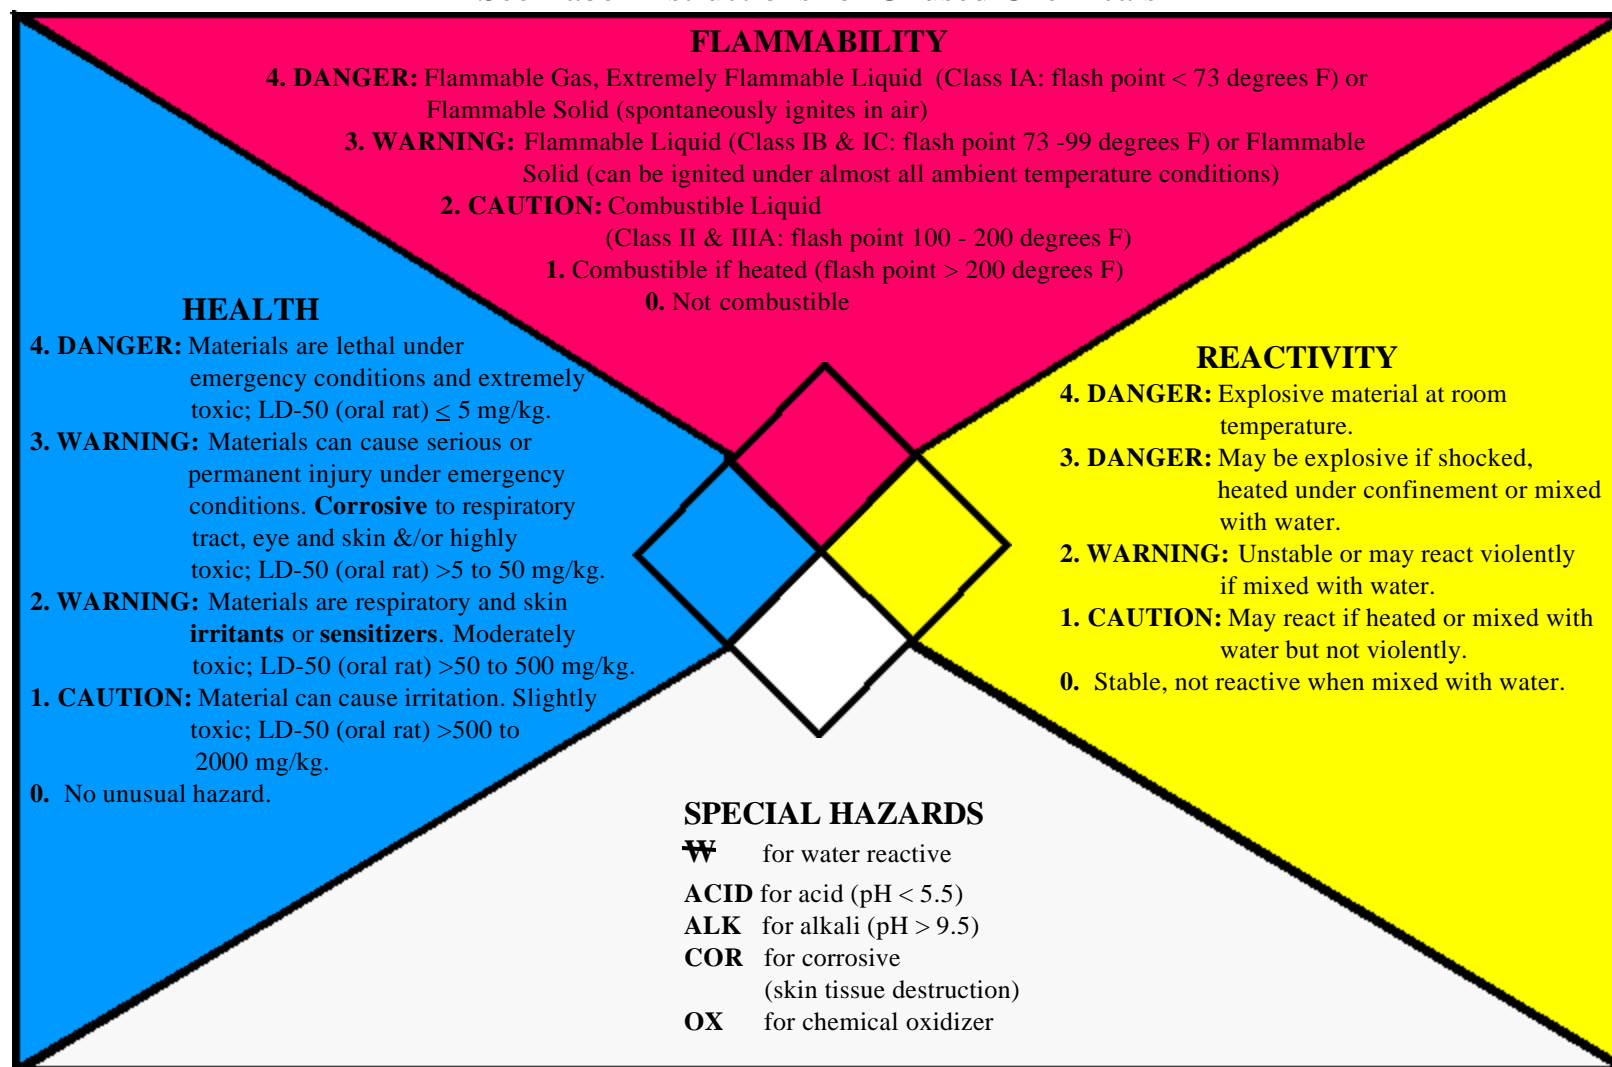 FLAMMABILITY
4. DANGER: Flammable Gas, Extremely Flammable Liquid (Class IA: flash point < 73 degrees F) or
Flammable Solid (spontaneously ignites in air)
3. WARNING: Flammable Liquid (Class IB & IC: flash point 73 -99 degrees F) or Flammable
Solid (can be ignited under almost all ambient temperature conditions)
2. CAUTION: Combustible Liquid
(Class II & IIIA: flash point 100 - 200 degrees F)
1. Combustible if heated (flash point > 200 degrees F)
0. Not combustible
HEALTH
4. DANGER: Materials are lethal under
emergency conditions and extremely
toxic; LD-50 (oral rat) ≤ 5 mg/kg.
3. WARNING: Materials can cause serious or
permanent injury under emergency
conditions. Corrosive to respiratory
tract, eye and skin &/or highly
toxic; LD-50 (oral rat) >5 to 50 mg/kg.
2. WARNING: Materials are respiratory and skin
irritants or sensitizers. Moderately
toxic; LD-50 (oral rat) >50 to 500 mg/kg.
1. CAUTION: Material can cause irritation. Slightly
toxic; LD-50 (oral rat) >500 to
2000 mg/kg.
0. No unusual hazard.
REACTIVITY
4. DANGER: Explosive material at room
temperature.
3. DANGER: May be explosive if shocked,
heated under confinement or mixed
with water.
2. WARNING: Unstable or may react violently
if mixed with water.
1. CAUTION: May react if heated or mixed with
water but not violently.
0. Stable, not reactive when mixed with water.
SPECIAL HAZARDS
W for water reactive
ACID for acid (pH < 5.5)
ALK for alkali (pH > 9.5)
COR for corrosive
(skin tissue destruction)
OX for chemical oxidizer